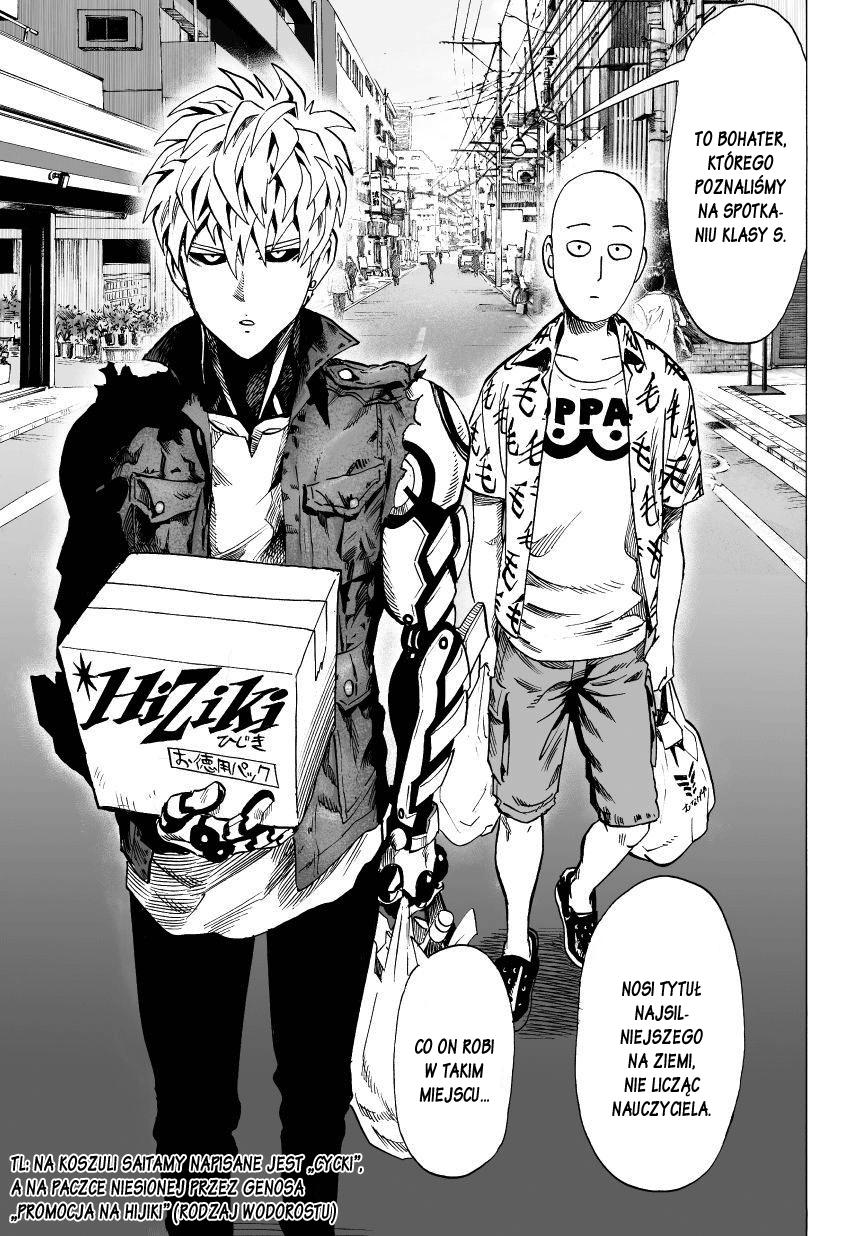 TO BOHATER,
KTÓREGO
POZNALIŚMY
NA SPOTKA-
NIU KLASY S.
OPPA
HiZiKi
ひじき
お徳用パック
NOSI TYTUŁ
NAJSIL-
NIEJSZEGO
NA ZIEMI,
NIE LICZĄC
NAUCZYCIELA.
CO ON ROBI
W TAKIM
MIEJSCU...
TL: NA KOSZULI SAITAMY NAPISANE JEST „CYCKI”,
A NA PACZCE NIESIONEJ PRZEZ GENOSA
„PROMOCJA NA HIJIKI” (RODZAJ WODOROSTU)